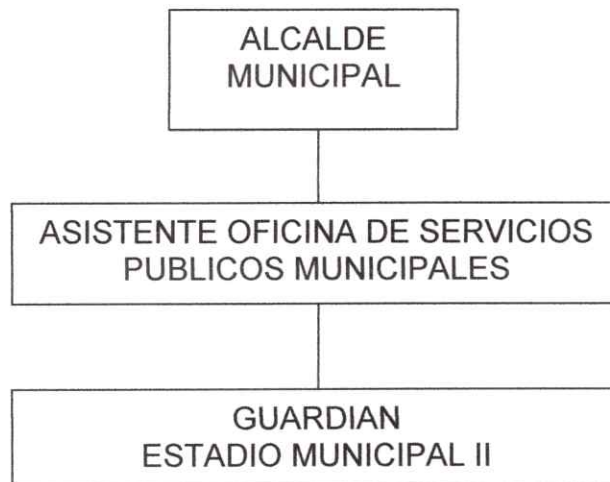 ALCALDE
MUNICIPAL
ASISTENTE OFICINA DE SERVICIOS
PUBLICOS MUNICIPALES
GUARDIAN
ESTADIO MUNICIPAL II